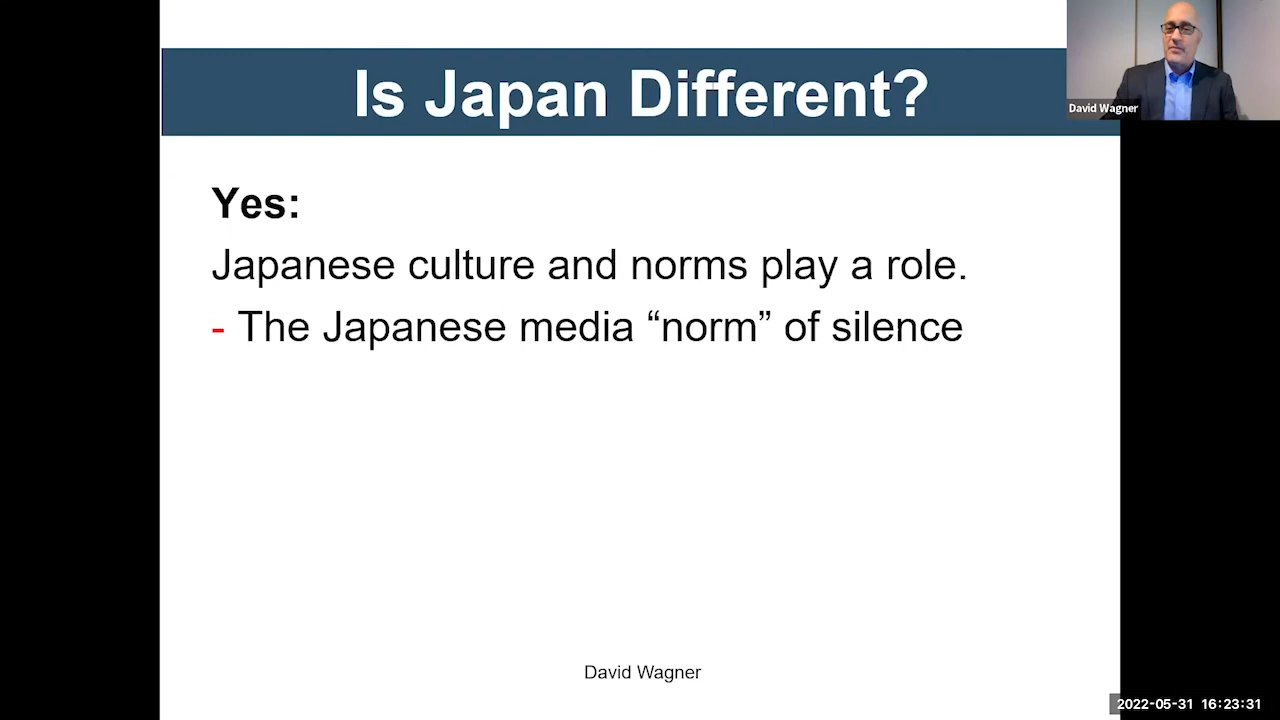 Is Japan Different?
David Wagner
Yes:
Japanese culture and norms play a role.
- The Japanese media “norm” of silence
David Wagner
2022-05-31 16:23:31